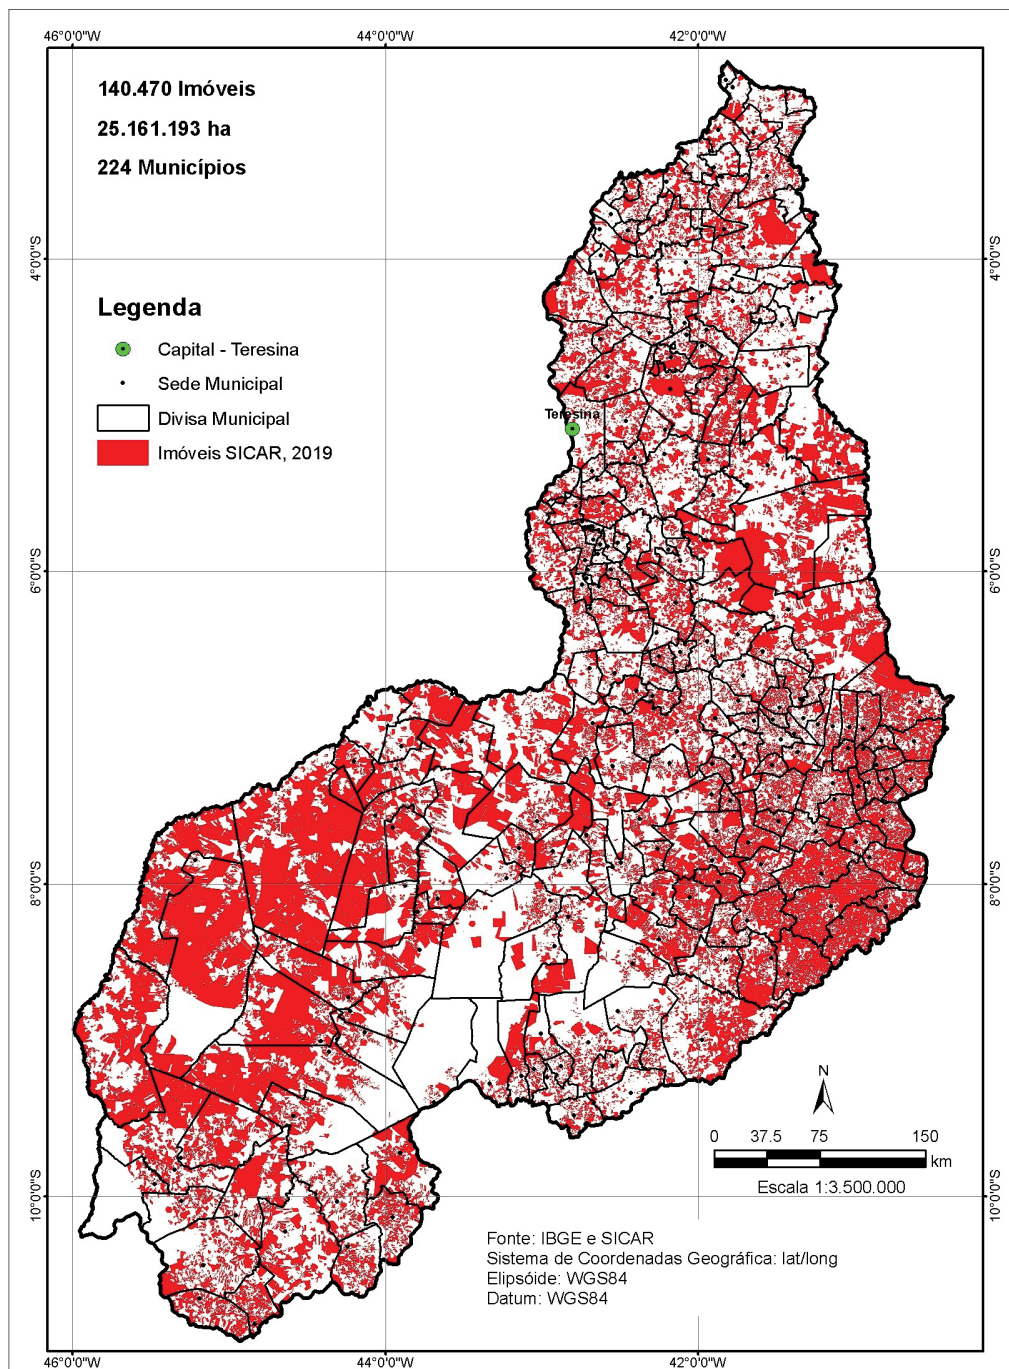 46°0'0"W 44°0'0"W 42°0'0"W
140.470 Imóveis
25.161.193 ha
224 Municípios
4°0'0"S 4°0'0"S
Legenda
Capital - Teresina
Sede Municipal
Divisa Municipal
Imóveis SICAR, 2019
Teresina
6°0'0"S 6°0'0"S
8°0'0"S 8°0'0"S
N
0 37.5 75 150
km
Escala 1:3.500.000
10°0'0"S 10°0'0"S
Fonte: IBGE e SICAR
Sistema de Coordenadas Geográfica: lat/long
Elipsóide: WGS84
Datum: WGS84
46°0'0"W 44°0'0"W 42°0'0"W